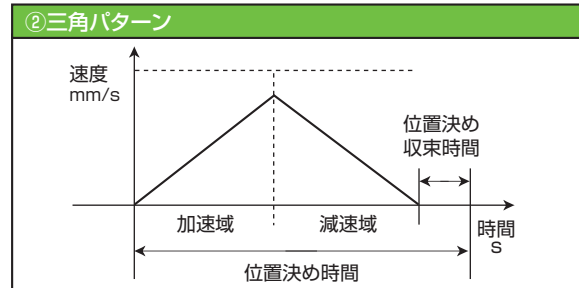 ②三角パターン
速度
mm/s
位置決め
収束時間
加速域
減速域
時間
s
位置決め時間